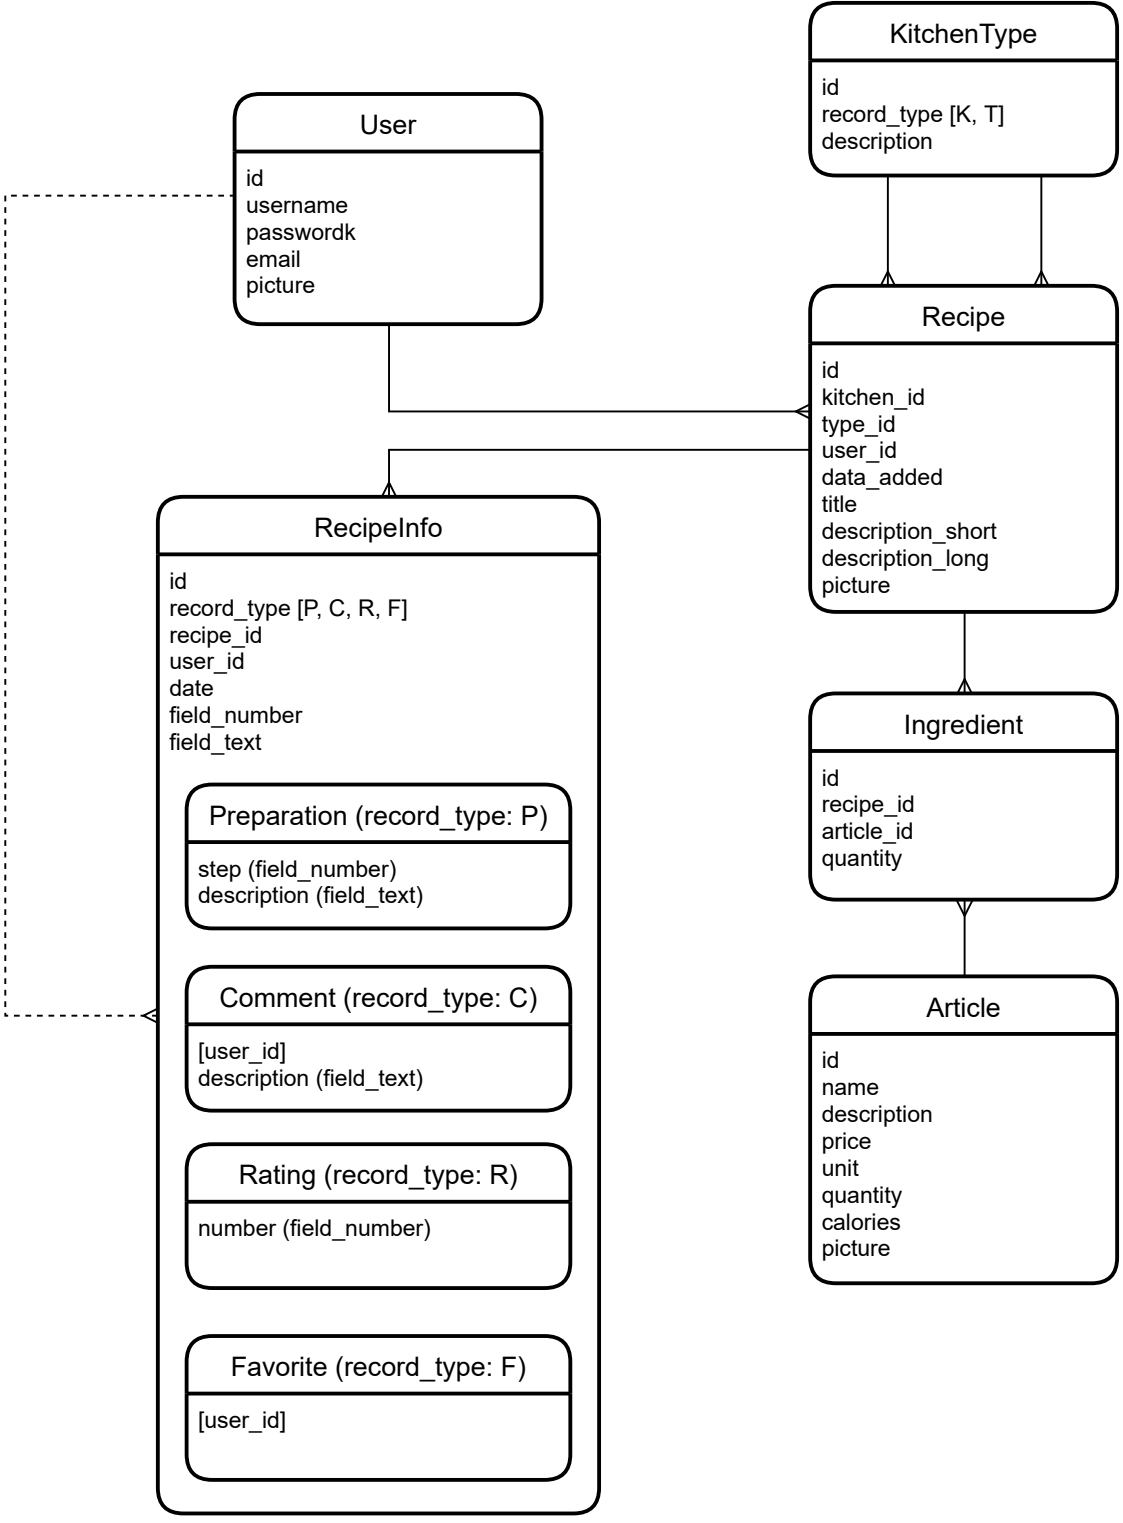 KitchenType
id
record_type [K, T]
description
User
id
username
passwordk
email
picture
Recipe
id
kitchen_id
type_id
user_id
data_added
title
description_short
description_long
picture
RecipeInfo
id
record_type [P, C, R, F]
recipe_id
user_id
date
field_number
field_text
Preparation (record_type: P)
step (field_number)
description (field_text)
Comment (record_type: C)
[user_id]
description (field_text)
Rating (record_type: R)
number (field_number)
Favorite (record_type: F)
[user_id]
Ingredient
id
recipe_id
article_id
quantity
Article
id
name
description
price
unit
quantity
calories
picture